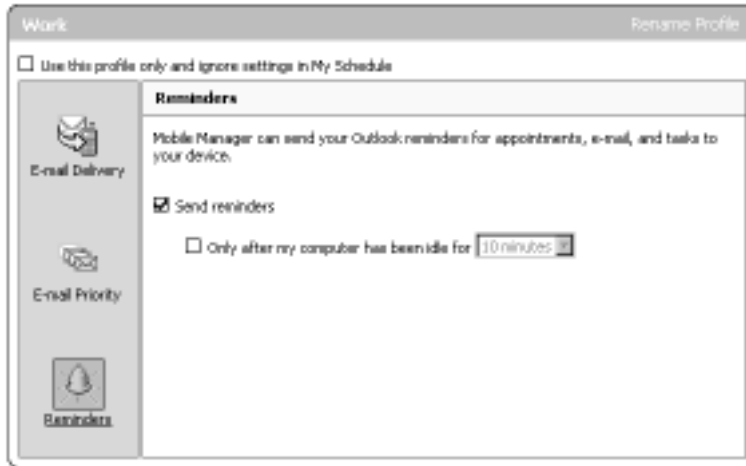 Work
Rename Profile
Use this profile only and ignore settings in My Schedule
E-mail Delivery
E-mail Priority
Reminders
Reminders
Mobile Manager can send your Outlook reminders for appointments, e-mail, and tasks to
your device.
Send reminders
Only after my computer has been idle for 10 minutes